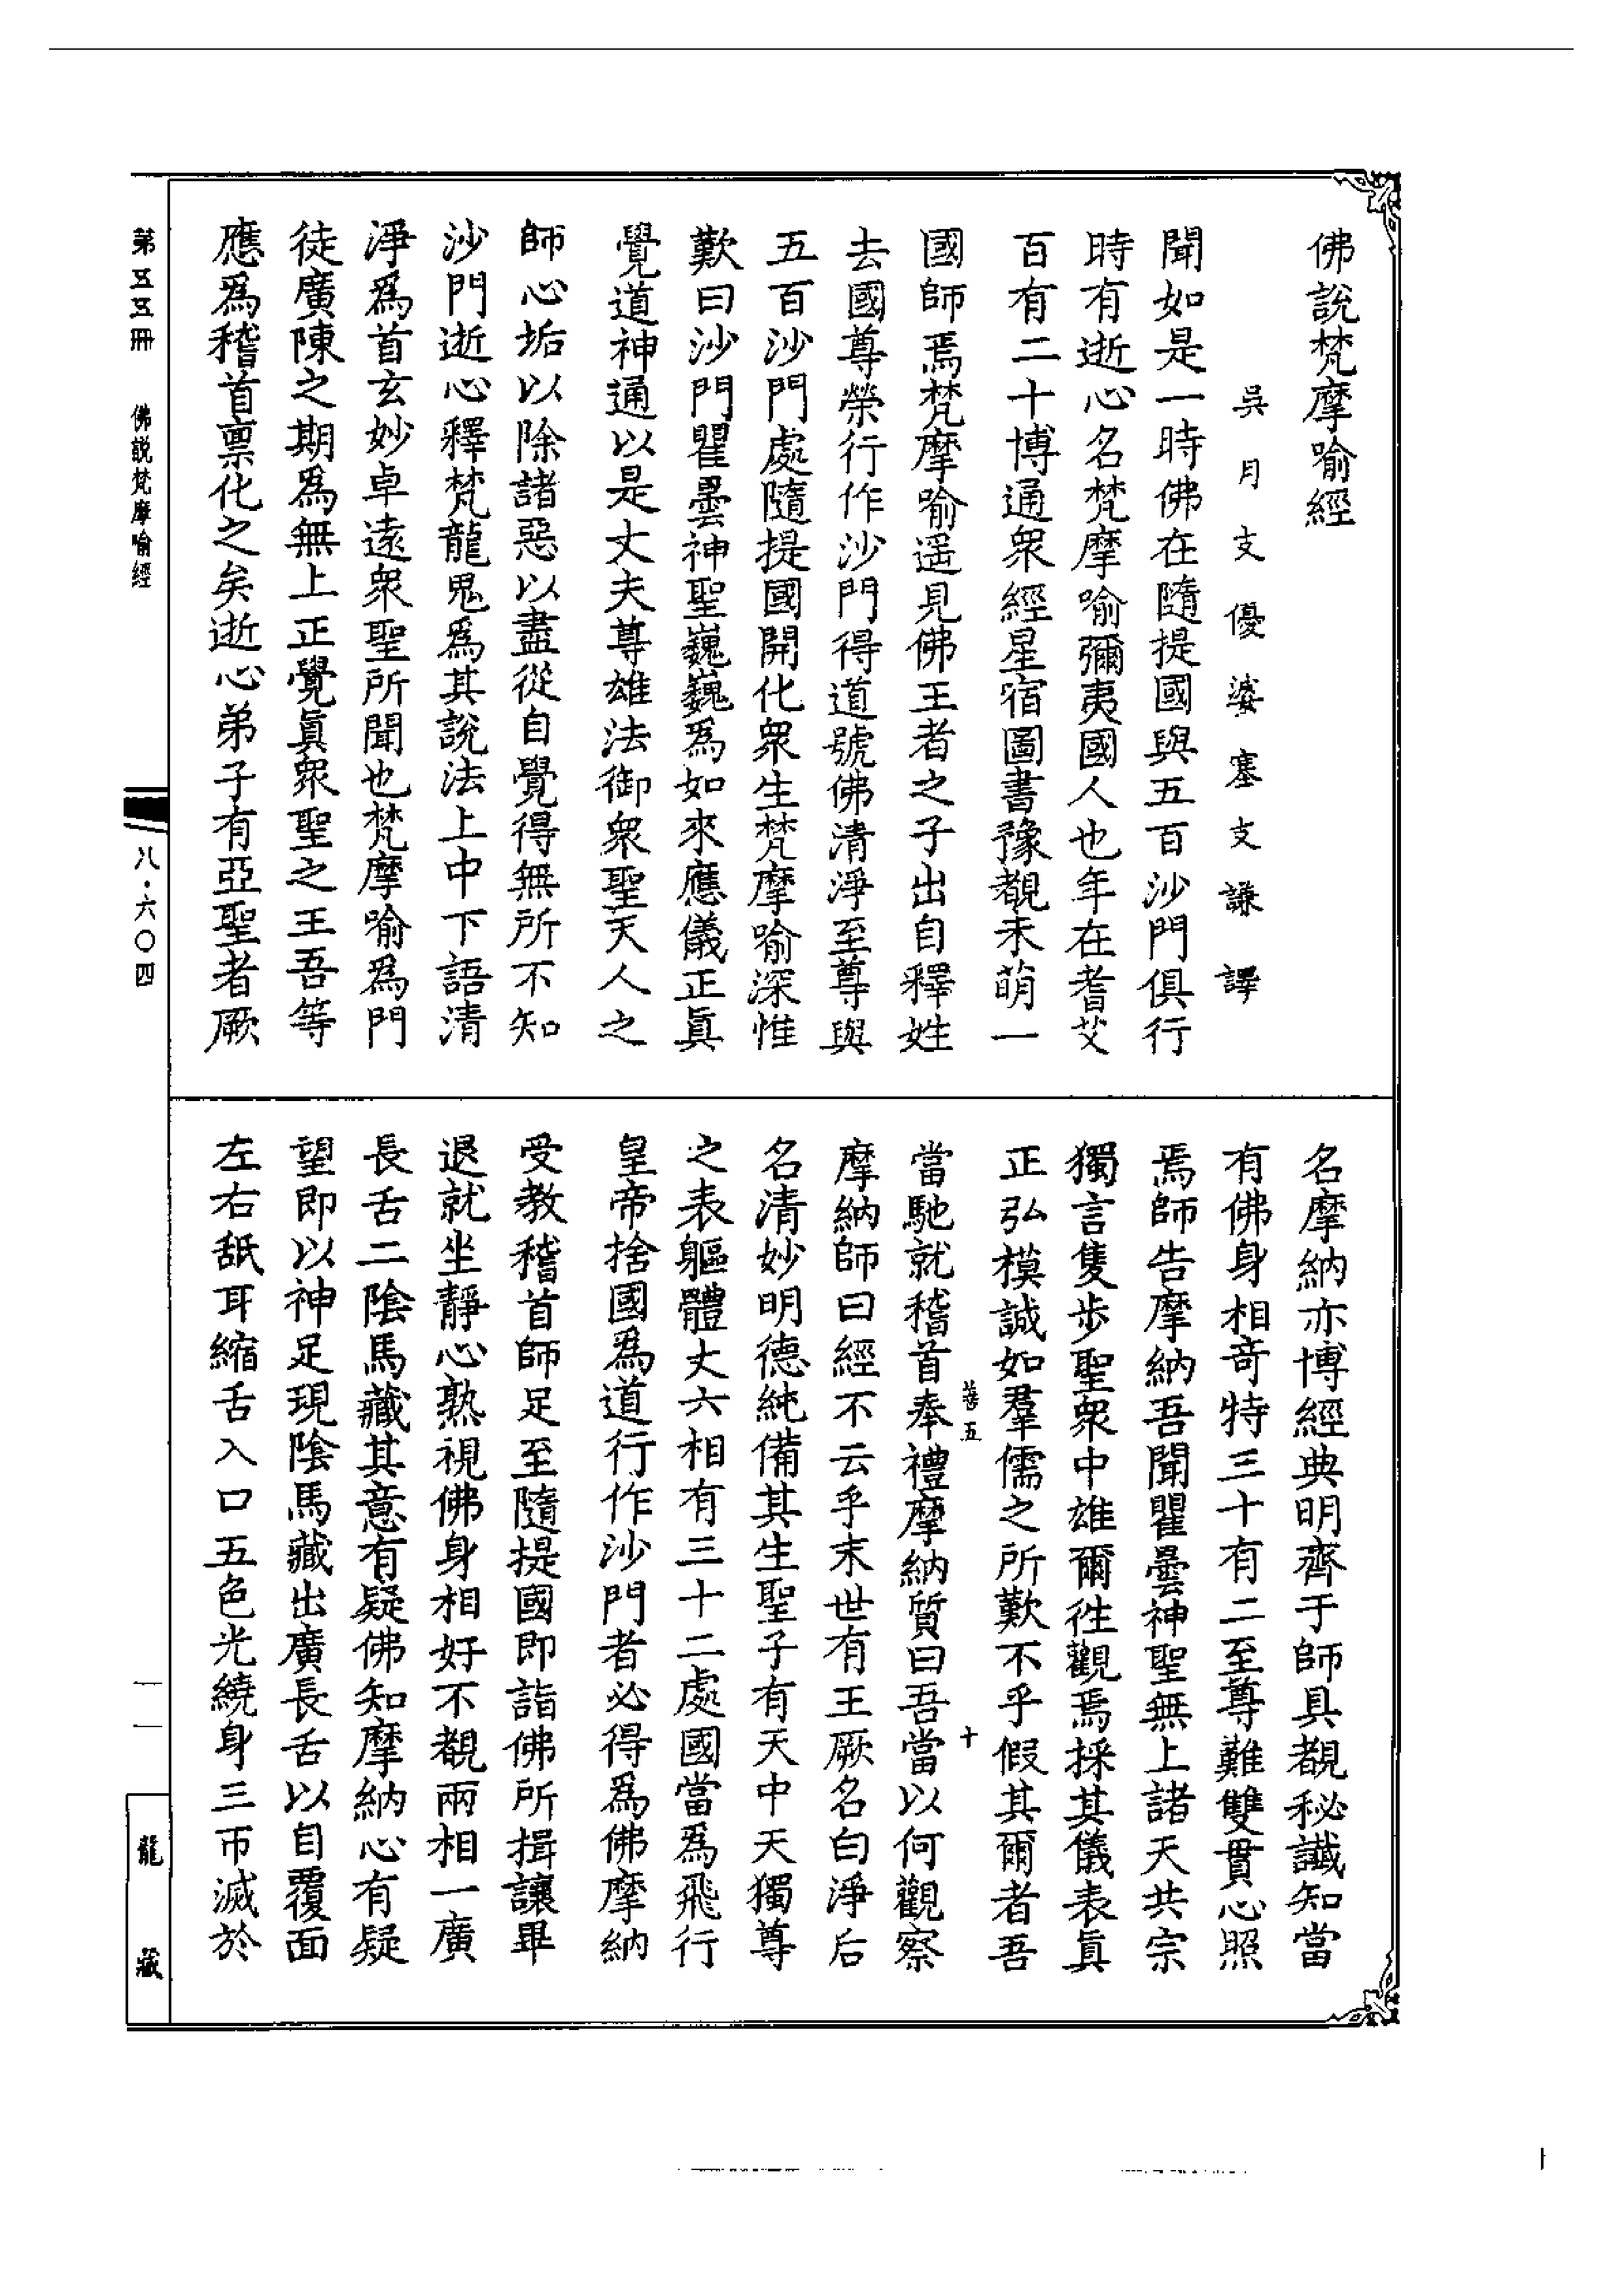 佛說梵摩喻經
吳月支優婆塞支謙譯
聞如是一時佛在隨提國與五百沙門俱行
時有逝心名梵摩喻彌夷國人也年在耆艾
百有二十博通眾經星宿圖書豫覩未萌一
國師焉梵摩喻遥見佛王者之子出自釋姓
去國尊榮行作沙門得道號佛清淨至尊與
五百沙門處隨提國開化眾生梵摩喻深惟
歎曰沙門瞿曇神聖巍巍為如來應儀正眞
覺道神通以是丈夫尊雄法御眾聖天人之
師心垢以除諸惡以盡從自覺得無所不知
沙門逝心釋梵龍鬼爲其說法上中下語清
淨爲首玄妙卓遠眾聖所聞也梵摩喻爲門
徒廣陳之期為無上正覺眞眾聖之王吾等
應爲稽首禀化之矣逝心弟子有亞聖者厥
名摩納亦博經典明齊于師具覩秘讖知當
有佛身相竒特三十有二至尊難雙貫心照
焉師告摩納吾聞瞿曇神聖無上諸天共宗
獨言隻步聖眾中雄爾徃觀焉採其儀表眞
正弘模誠如羣儒之所歎不乎假其爾者吾
當馳就稽首奉禮摩納質曰吾當以何觀察
善五
十
摩納師曰經不云乎末世有王厥名白淨后
名清妙明德純備其生聖子有天中天獨尊
之表軀體丈六相有三十二處國當為飛行
皇帝捨國爲道行作沙門者必得爲佛摩納
受教稽首師足至隨提國即詣佛所揖讓畢
退就坐靜心熟視佛身相好不覩兩相一廣
長舌二陰馬藏其意有疑佛知摩納心有疑
望即以神足現陰馬藏出廣長舌以自覆面
左右舐耳縮舌入口五色光繞身三帀滅於
第五五冊
佛說梵摩喻經
八·六〇四
一一
龍藏